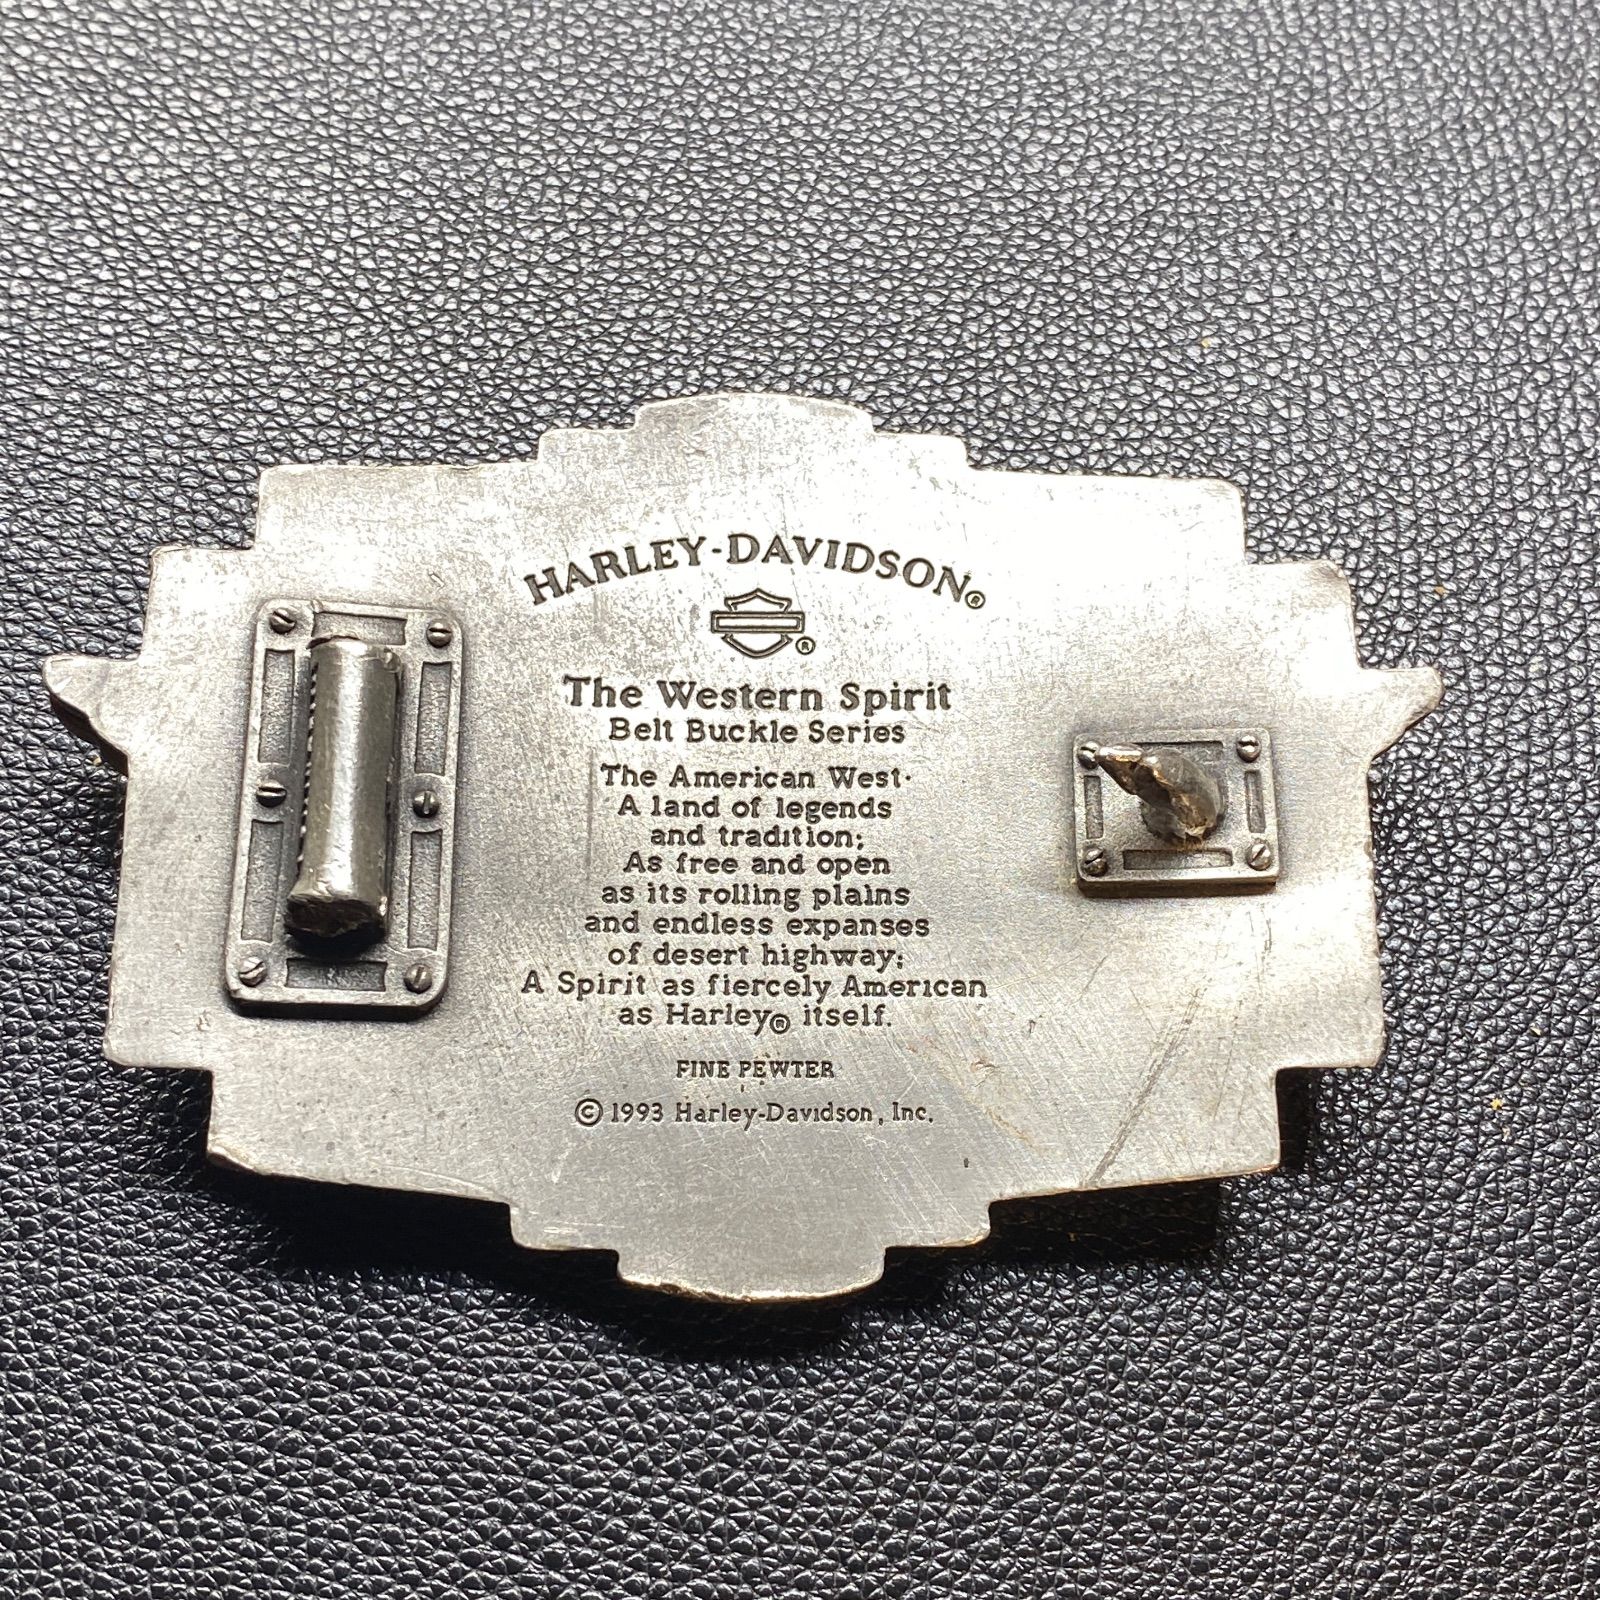 HARLEY-DAVIDSON®
®
The Western Spirit
Belt Buckle Series
The American West·
A land of legends
and tradition;
As free and open
as its rolling plains
and endless expanses
of desert highway;
A Spirit as fiercely American
as Harley® itself.
FINE PEWTER
© 1993 Harley-Davidson, Inc.